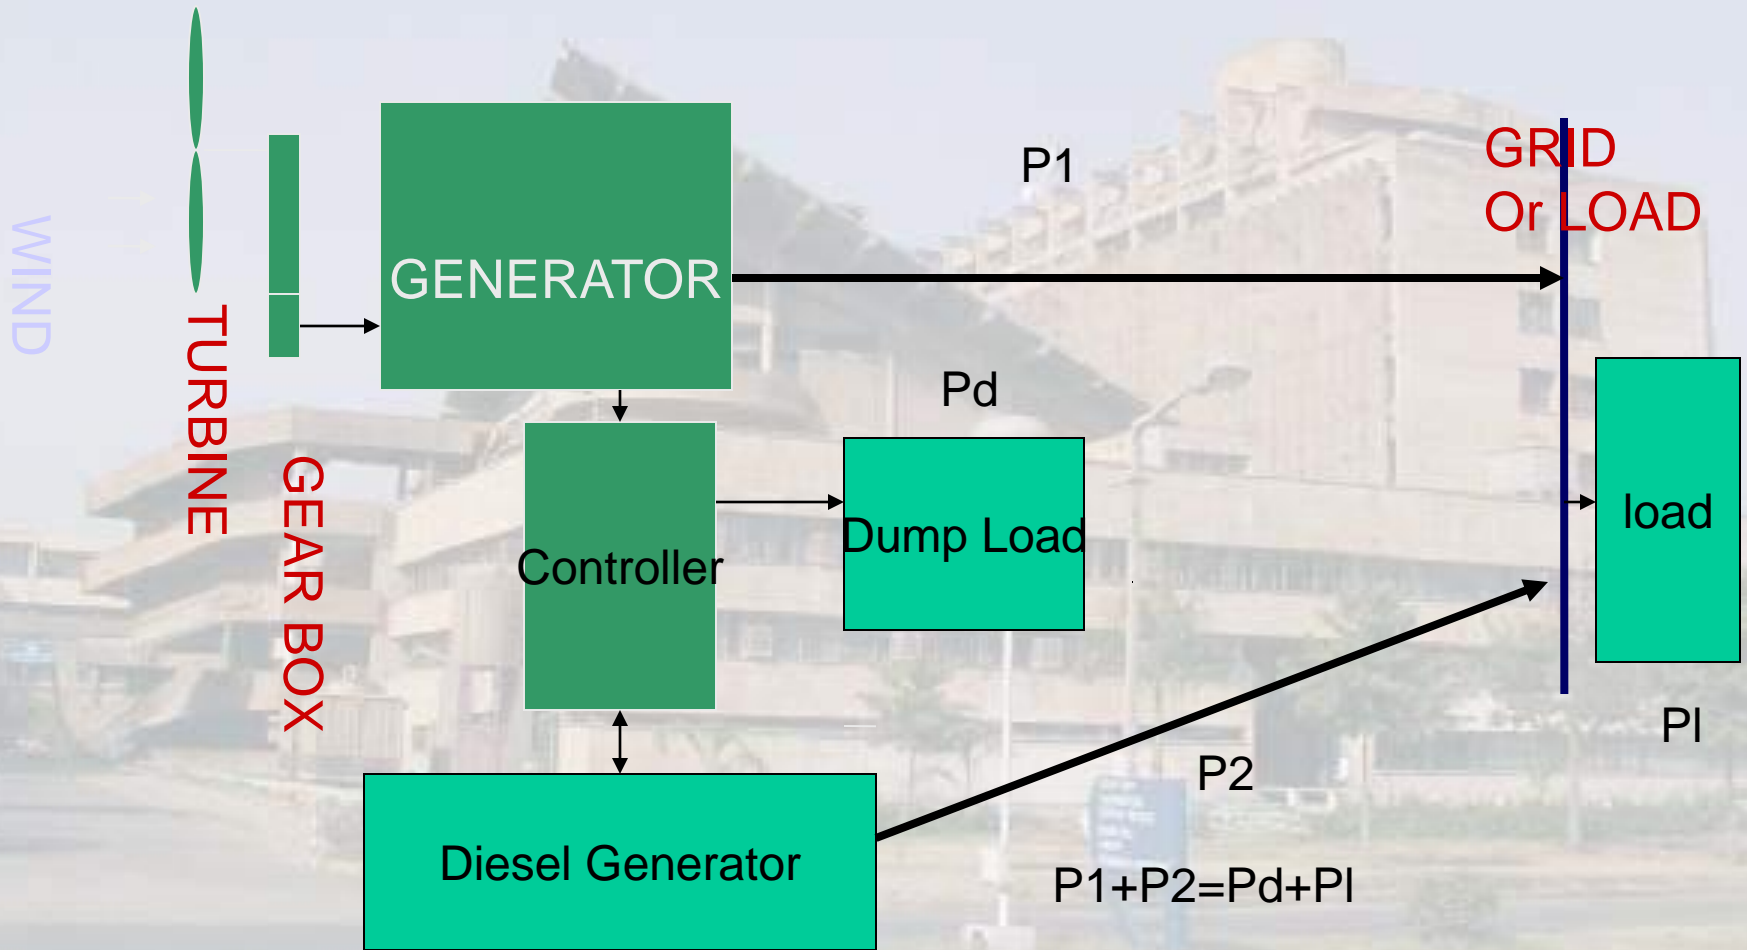 WIND
TURBINE
GEAR BOX
GENERATOR
P1
GRID
Or LOAD
Pd
Controller
Dump Load
load
Pl
P2
Diesel Generator
P1+P2=Pd+Pl